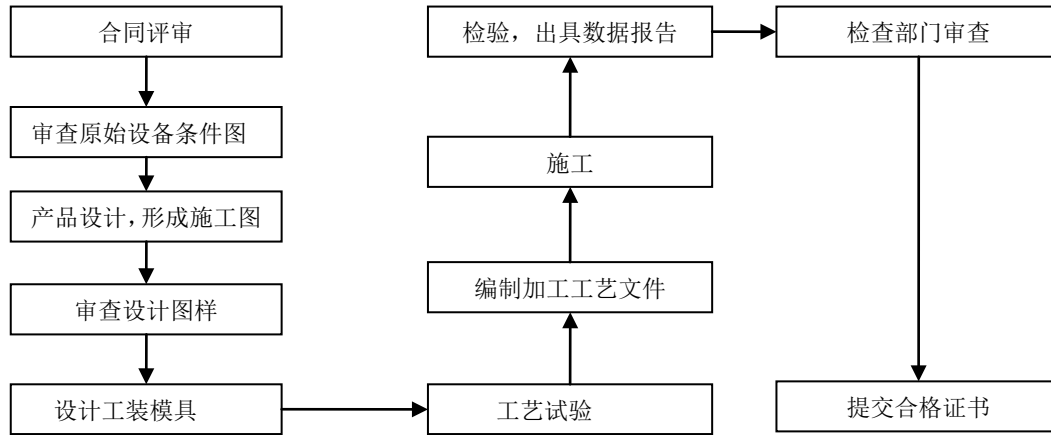 合同评审
审查原始设备条件图
产品设计，形成施工图
审查设计图样
设计工装模具
工艺试验
编制加工工艺文件
施工
检验，出具数据报告
检查部门审查
提交合格证书